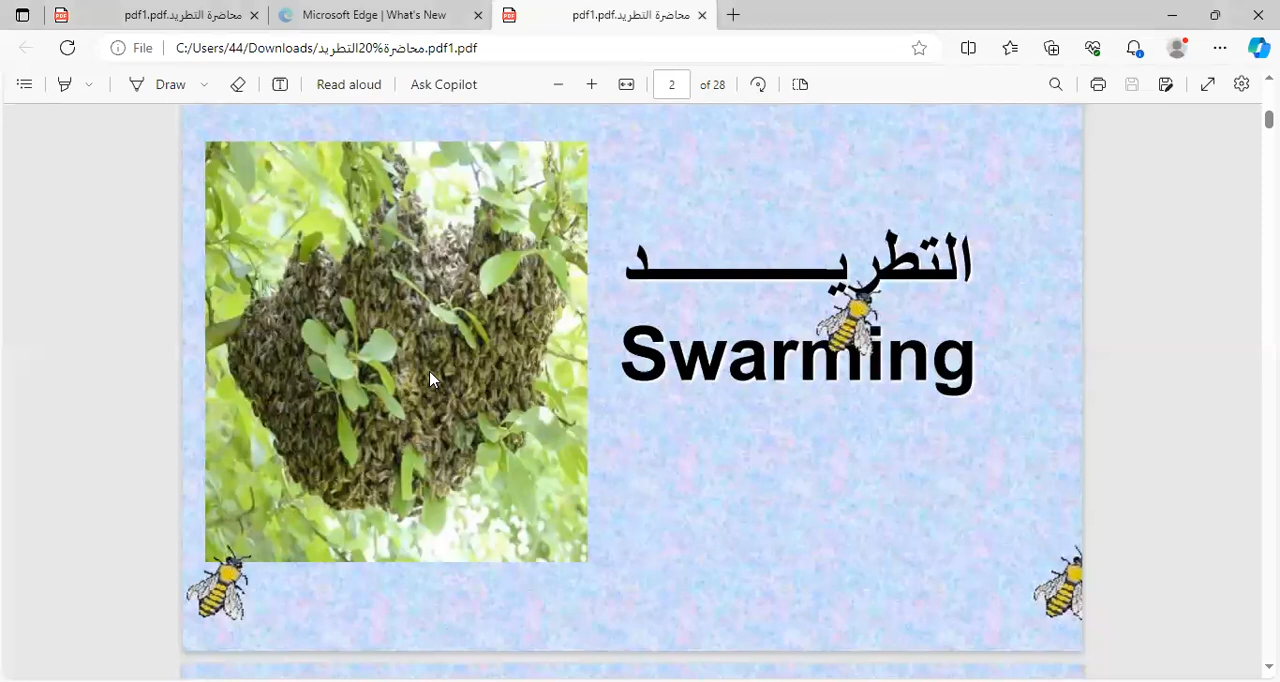 محاضرة التطريد.pdf1.pdf
Microsoft Edge | What's New
محاضرة التطريد.pdf1.pdf
File
C:/Users/44/Downloads/محاضرة%20التطريد.pdf1.pdf
Draw
Read aloud
Ask Copilot
2
of 28
التطريـــــــــــد
Swarming